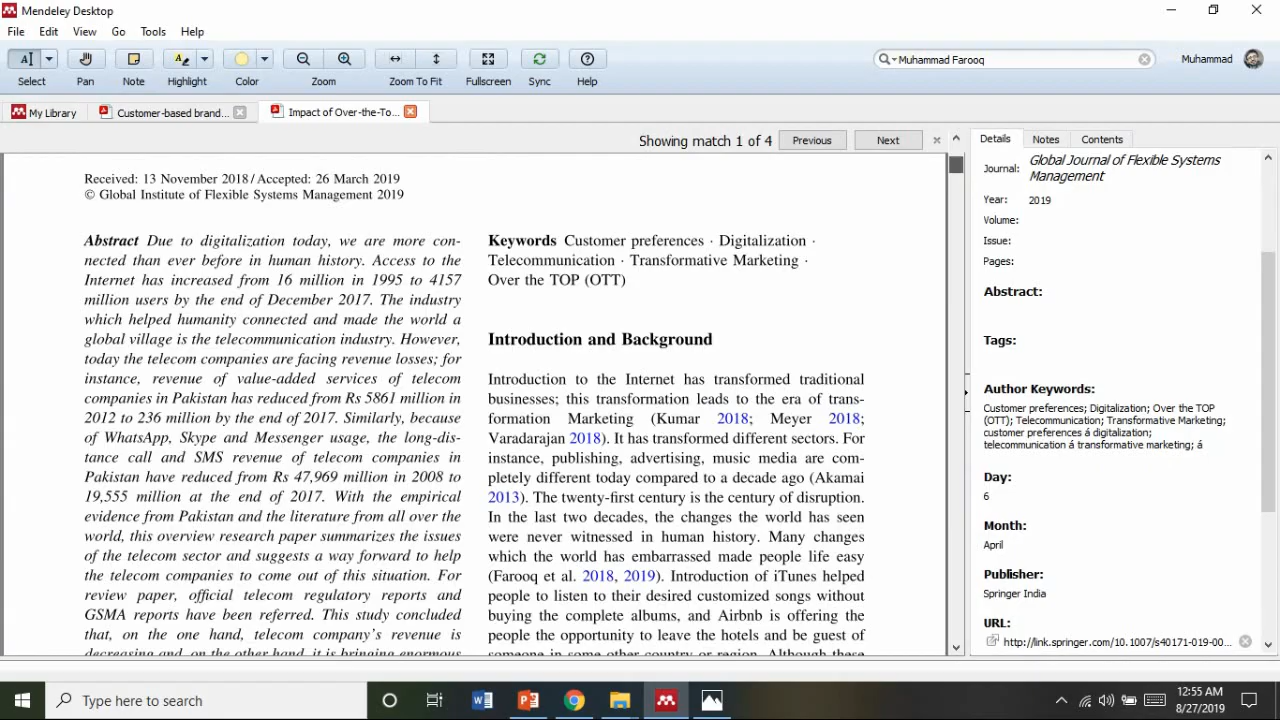 Mendeley Desktop
File Edit View Go Tools Help
Select Pan Note Highlight Color Zoom Zoom To Fit Fullscreen Sync Help
Muhammad Farooq
Muhammad
My Library
Customer-based brand...
Impact of Over-the-To...
Showing match 1 of 4 Previous Next
Received: 13 November 2018 / Accepted: 26 March 2019
© Global Institute of Flexible Systems Management 2019
Abstract Due to digitalization today, we are more con-
nected than ever before in human history. Access to the
Internet has increased from 16 million in 1995 to 4157
million users by the end of December 2017. The industry
which helped humanity connected and made the world a
global village is the telecommunication industry. However,
today the telecom companies are facing revenue losses; for
instance, revenue of value-added services of telecom
companies in Pakistan has reduced from Rs 5861 million in
2012 to 236 million by the end of 2017. Similarly, because
of WhatsApp, Skype and Messenger usage, the long-dis-
tance call and SMS revenue of telecom companies in
Pakistan have reduced from Rs 47,969 million in 2008 to
19,555 million at the end of 2017. With the empirical
evidence from Pakistan and the literature from all over the
world, this overview research paper summarizes the issues
of the telecom sector and suggests a way forward to help
the telecom companies to come out of this situation. For
review paper, official telecom regulatory reports and
GSMA reports have been referred. This study concluded
that, on the one hand, telecom company's revenue is
decreasing and, on the other hand, it is bringing enormous
Keywords Customer preferences · Digitalization ·
Telecommunication · Transformative Marketing ·
Over the TOP (OTT)
Introduction and Background
Introduction to the Internet has transformed traditional
businesses; this transformation leads to the era of trans-
formation Marketing (Kumar 2018; Meyer 2018;
Varadarajan 2018). It has transformed different sectors. For
instance, publishing, advertising, music media are com-
pletely different today compared to a decade ago (Akamai
2013). The twenty-first century is the century of disruption.
In the last two decades, the changes the world has seen
were never witnessed in human history. Many changes
which the world has embarrassed made people life easy
(Farooq et al. 2018, 2019). Introduction of iTunes helped
people to listen to their desired customized songs without
buying the complete albums, and Airbnb is offering the
people the opportunity to leave the hotels and be guest of
someone in some other country or region. Although these
Details Notes Contents
Journal: Global Journal of Flexible Systems
Management
Year: 2019
Volume:
Issue:
Pages:
Abstract:
Tags:
Author Keywords:
Customer preferences; Digitalization; Over the TOP
(OTT); Telecommunication; Transformative Marketing;
customer preferences á digitalization;
telecommunication á transformative marketing; á
Day:
6
Month:
April
Publisher:
Springer India
URL:
http://link.springer.com/10.1007/s40171-019-00...
Type here to search
12:55 AM
8/27/2019